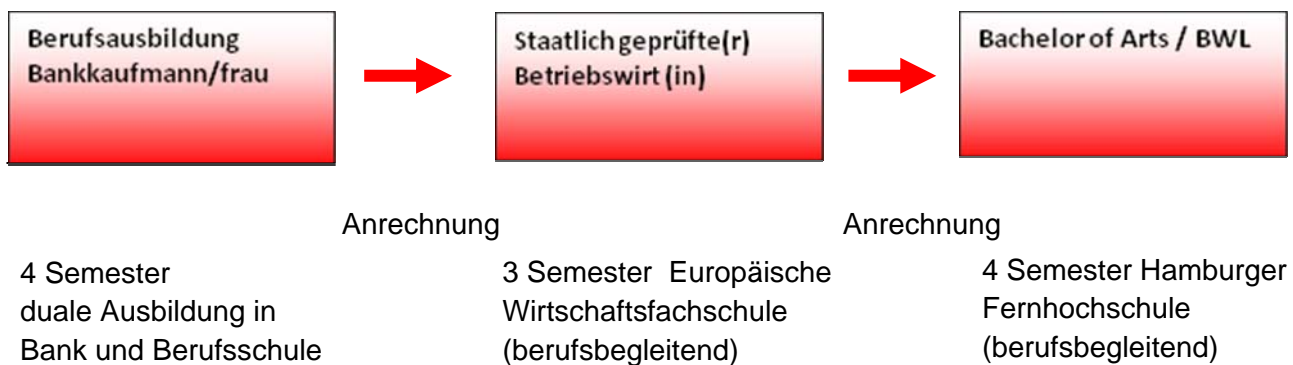 Berufsausbildung
Bankkaufmann/frau
Staatlich geprüfte(r)
Betriebswirt (in)
Bachelor of Arts / BWL
Anrechnung
Anrechnung
4 Semester
duale Ausbildung in
Bank und Berufsschule
3 Semester Europäische
Wirtschaftsfachschule
(berufsbegleitend)
4 Semester Hamburger
Fernhochschule
(berufsbegleitend)